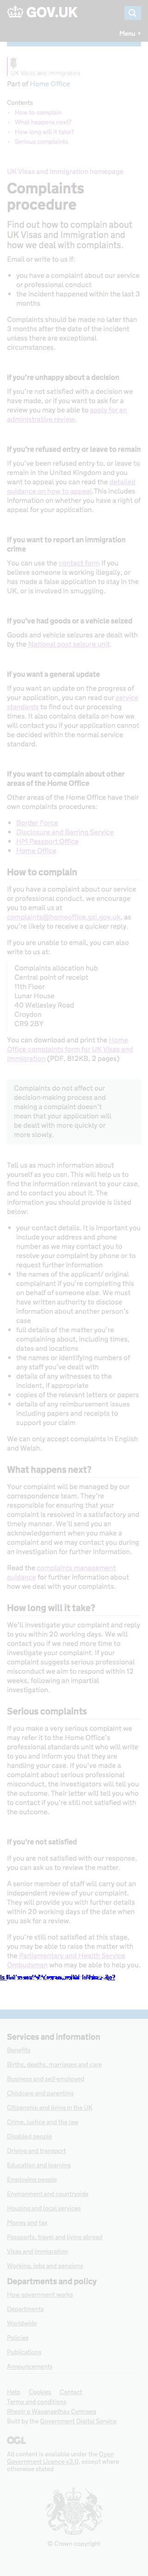 GOV.UK
Menu
UK Visas and Immigration
Part of Home Office
Contents
How to complain
What happens next?
How long will it take?
Serious complaints
UK Visas and Immigration homepage
Complaints
procedure
Find out how to complain about
UK Visas and Immigration and
how we deal with complaints.
Email or write to us if:
you have a complaint about our service
or professional conduct
the incident happened within the last 3
months
Complaints should be made no later than
3 months after the date of the incident
unless there are exceptional
circumstances.
If you're unhappy about a decision
If you're not satisfied with a decision we
have made, or if you want to ask for a
review you may be able to apply for an
administrative review.
If you're refused entry or leave to remain
If you've been refused entry to, or leave to
remain in the United Kingdom and you
want to appeal you can read the detailed
guidance on how to appeal. This includes
information on whether you have a right of
appeal for your application.
If you want to report an immigration
crime
You can use the contact form if you
believe someone is working illegally, or
has made a false application to stay in the
UK, or is involved in smuggling.
If you've had goods or a vehicle seized
Goods and vehicle seizures are dealt with
by the National post seizure unit.
If you want a general update
If you want an update on the progress of
your application, you can read our service
standards to find out our processing
times. It also contains details on how we
will contact you if your application cannot
be decided within the normal service
standard.
If you want to complain about other
areas of the Home Office
Other areas of the Home Office have their
own complaints procedures:
Border Force
Disclosure and Barring Service
HM Passport Office
Home Office
How to complain
If you have a complaint about our service
or professional conduct, we encourage
you to email us at
complaints@homeoffice.gsi.gov.uk, as
you're likely to receive a quicker reply.
If you are unable to email, you can also
write to us at:
Complaints allocation hub
Central point of receipt
11th Floor
Lunar House
40 Wellesley Road
Croydon
CR9 2BY
You can download and print the Home
Office complaints form for UK Visas and
Immigration (PDF, 812KB, 2 pages)
Complaints do not affect our
decision-making process and
making a complaint doesn't
mean that your application will
be dealt with more quickly or
more slowly.
Tell us as much information about
yourself so that you can help us to find
the information related to your case,
and to contact you about it. The
information you should provide is listed
below:
your contact details. It is important you
include your address and phone
number as we may contact you to
resolve your complaint by phone or to
request further information
the names of the applicant/ original
complainant if you're presenting this
on behalf of someone else. We must
have written authority to disclose
information about another person's
case
full details of the matter you're
complaining about, including times,
dates and locations
the names or identifying numbers of
any staff you've dealt with
details of any witnesses to the
incident, if appropriate
copies of the relevant letters or papers
details of any reimbursement issues
including papers and receipts to
support your claim
We can only accept complaints in English
and Welsh.
What happens next?
Your complaint will be managed by our
correspondence team. They're
responsible for ensuring that your
complaint is answered in a satisfactory
and timely manner. We'll send you an
acknowledgement when you make a
complaint that may contact you during
any investigation for further information.
Read the complaints management
guidance for further information about
how we deal with your complaints.
How long will it take?
We'll investigate your complaint and reply
to you within 20 working days. We will
contact you if we need more time to
investigate your complaint. If your
complaint suggests serious professional
misconduct we aim to respond within 12
weeks, following an impartial
investigation.
Serious complaints
If you make a very serious complaint we
may refer it to the Home Office's
professional standards unit who will write
to you and inform you that they are
handling your case. If you've made a
complaint about serious professional
misconduct, they will investigate and tell
you of the outcome. Their letter will also
tell you who to contact if you're still not
satisfied with our response to the
outcome.
If you're not satisfied
If you are not satisfied with our response,
you can ask us to review the matter.
A senior member of staff will carry out an
independent review of your complaint.
They will provide you with further details
within 20 working days of the date you
ask for a review.
If you're still not satisfied at this stage,
you may be able to raise the matter with
the Parliamentary and Health Service
Ombudsman who may be able to help you.
Services and information
Benefits
Births, deaths, marriages and care
Business and self-employed
Childcare and parenting
Citizenship and living in the UK
Crime, justice and the law
Disabled people
Driving and transport
Education and learning
Employing people
Environment and countryside
Housing and local services
Money and tax
Passports, travel and living abroad
Visas and immigration
Working, jobs and pensions
Departments and policy
How government works
Departments
Worldwide
Policies
Publications
Announcements
Help Cookies Contact
Terms and conditions
Rhestr o Wasanaethau Cymraeg
Built by the Government Digital Service
OGL
All content is available under the Open
Government Licence v3.0, except where
otherwise stated
© Crown copyright